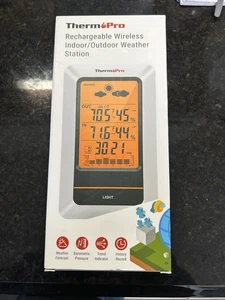 ThermoPro
Rechargeable Wireless
Indoor/Outdoor Weather
Station
ThermoPro
OUT
70.5 45%
IN
71.6 44%
30.21
LIGHT
Weather
Forecast
Barometric
Pressure
Trend
Indicator
History
Record